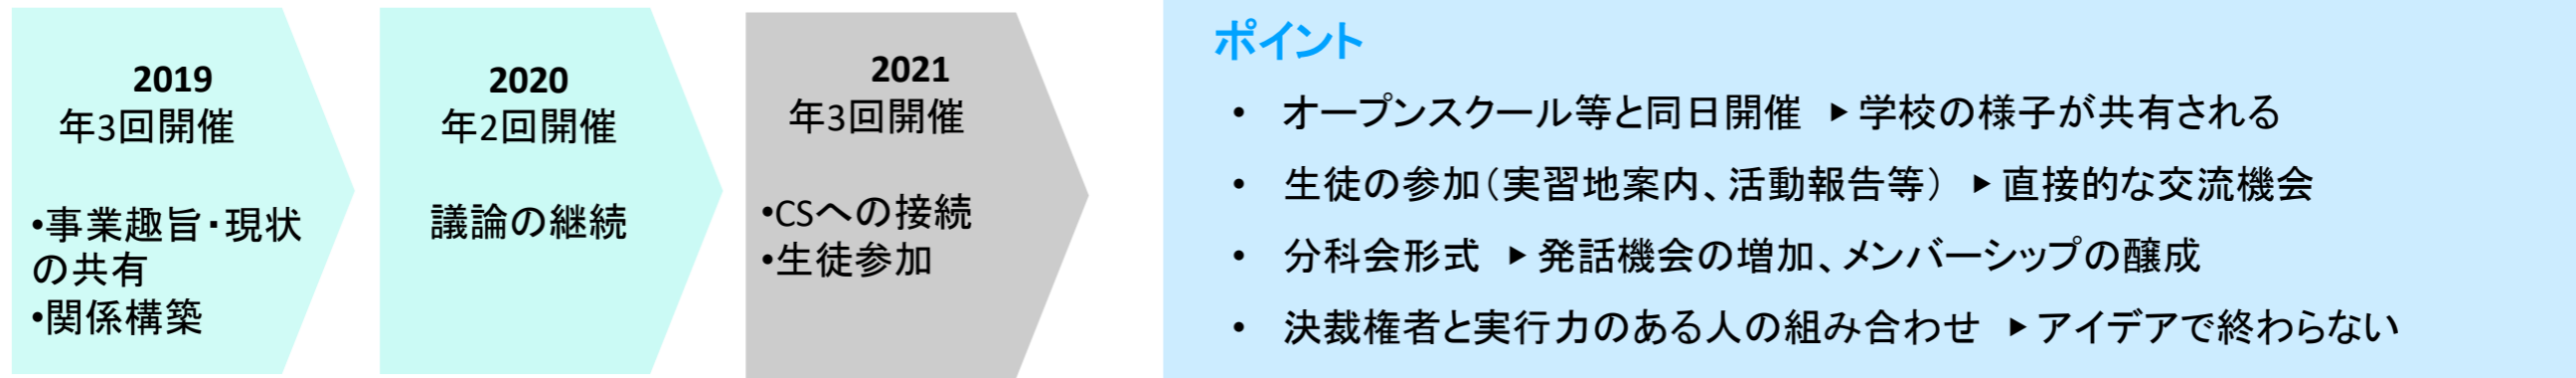 2019
年3回開催
•事業趣旨・現状
の共有
•関係構築
2020
年2回開催
議論の継続
2021
年3回開催
•CSへの接続
•生徒参加
ポイント
• オープンスクール等と同日開催 ▶学校の様子が共有される
• 生徒の参加（実習地案内、活動報告等） ▶直接的な交流機会
• 分科会形式 ▶発話機会の増加、メンバーシップの醸成
• 決裁権者と実行力のある人の組み合わせ ▶アイデアで終わらない